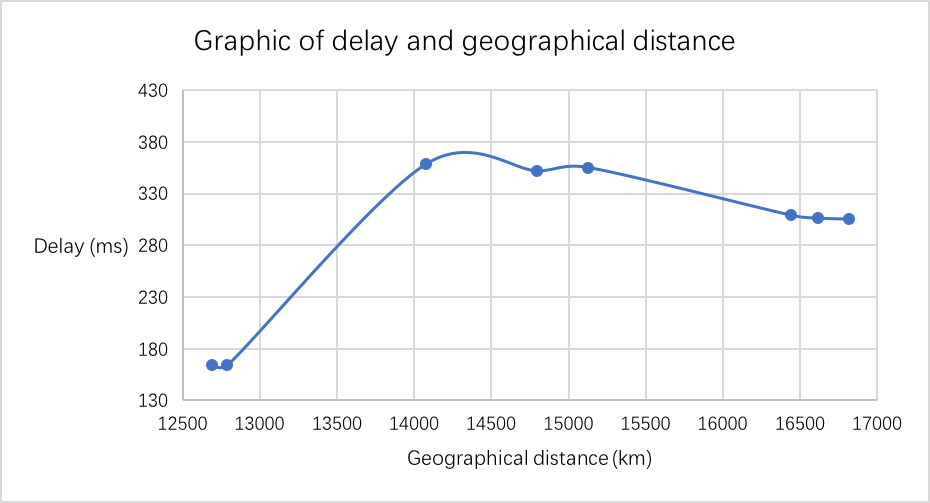 Graphic of delay and geographical distance
430
380
330
Delay (ms) 280
230
180
130
12500 13000 13500 14000 14500 15000 15500 16000 16500 17000
Geographical distance (km)